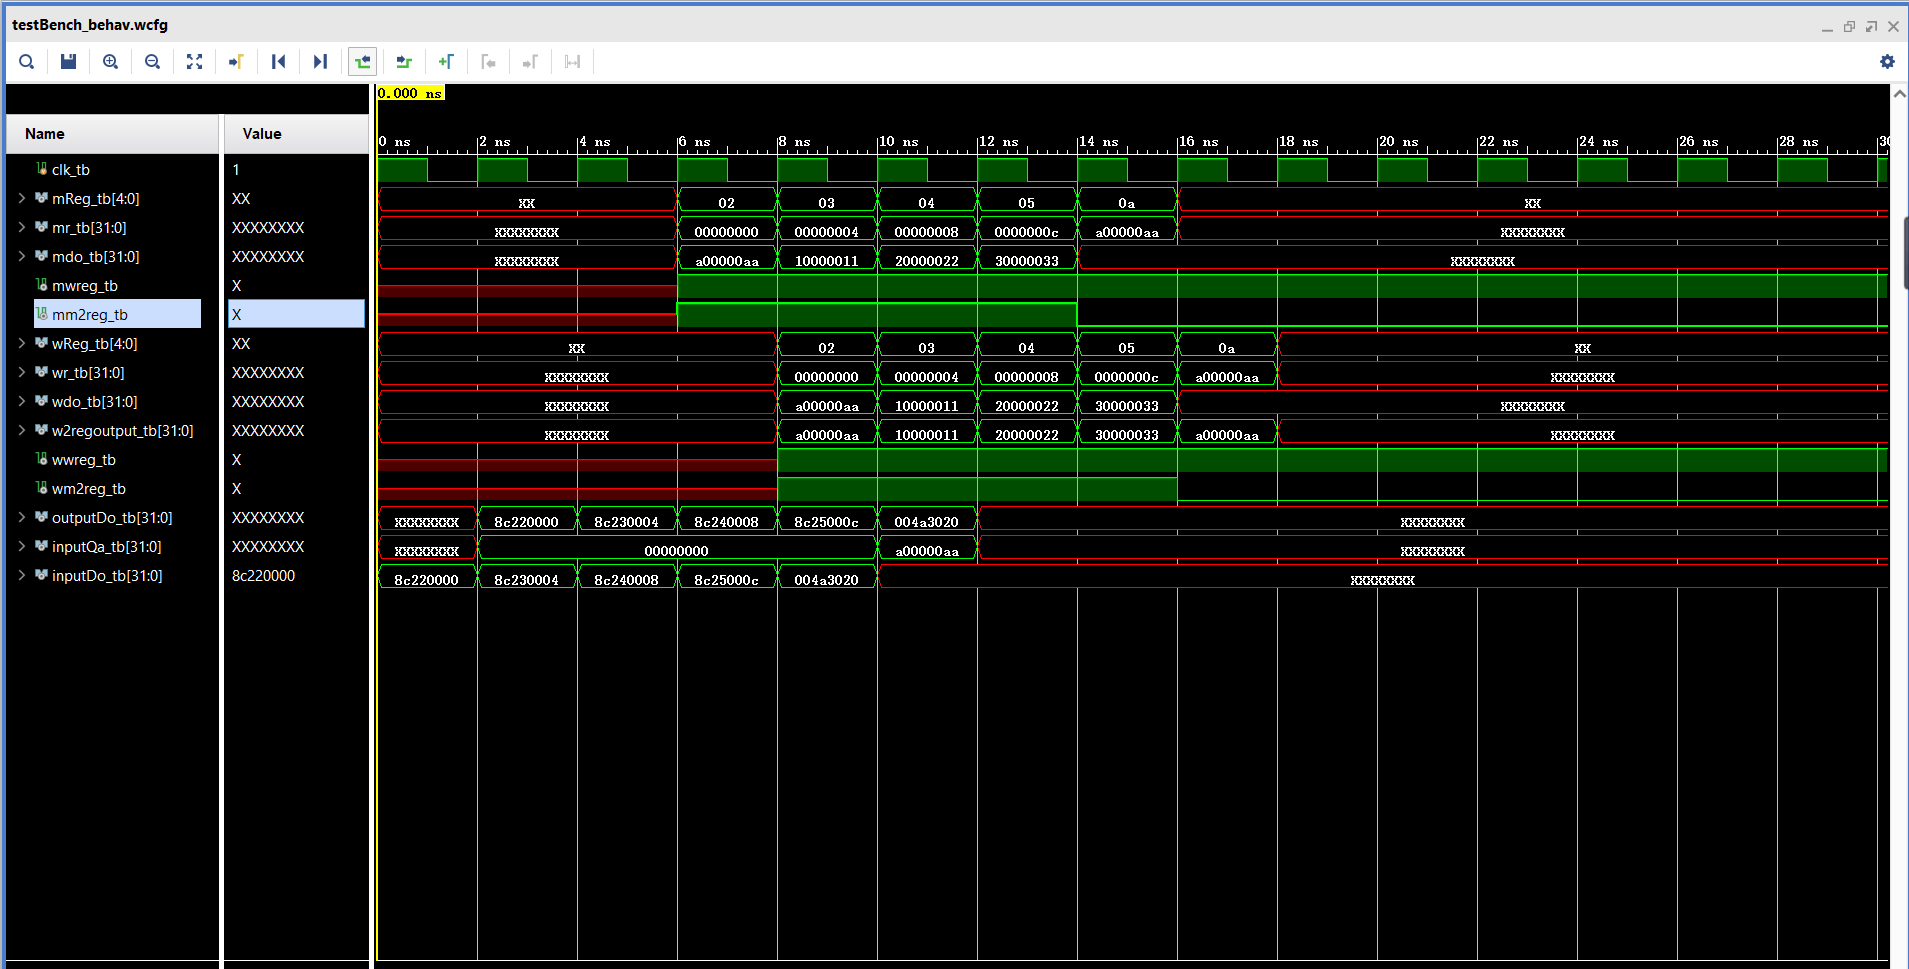 testBench_behav.wcfg
0.000 ns
Name Value
0 ns 2 ns 4 ns 6 ns 8 ns 10 ns 12 ns 14 ns 16 ns 18 ns 20 ns 22 ns 24 ns 26 ns 28 ns 30
clk_tb 1
mReg_tb[4:0] XX XX 02 03 04 05 0a XX
mr_tb[31:0] XXXXXXXX XXXXXXXX 00000000 00000004 00000008 0000000c a00000aa XXXXXXXX
mdo_tb[31:0] XXXXXXXX XXXXXXXX a00000aa 10000011 20000022 30000033 XXXXXXXX
mwreg_tb X
mm2reg_tb X
wReg_tb[4:0] XX XX 02 03 04 05 0a XX
wr_tb[31:0] XXXXXXXX XXXXXXXX 00000000 00000004 00000008 0000000c a00000aa XXXXXXXX
wdo_tb[31:0] XXXXXXXX XXXXXXXX a00000aa 10000011 20000022 30000033 XXXXXXXX
w2regoutput_tb[31:0] XXXXXXXX XXXXXXXX a00000aa 10000011 20000022 30000033 a00000aa XXXXXXXX
wwreg_tb X
wm2reg_tb X
outputDo_tb[31:0] XXXXXXXX XXXXXXXX 8c220000 8c230004 8c240008 8c25000c 004a3020 XXXXXXXX
inputQa_tb[31:0] XXXXXXXX XXXXXXXX 00000000 a00000aa XXXXXXXX
inputDo_tb[31:0] 8c220000 8c220000 8c230004 8c240008 8c25000c 004a3020 XXXXXXXX